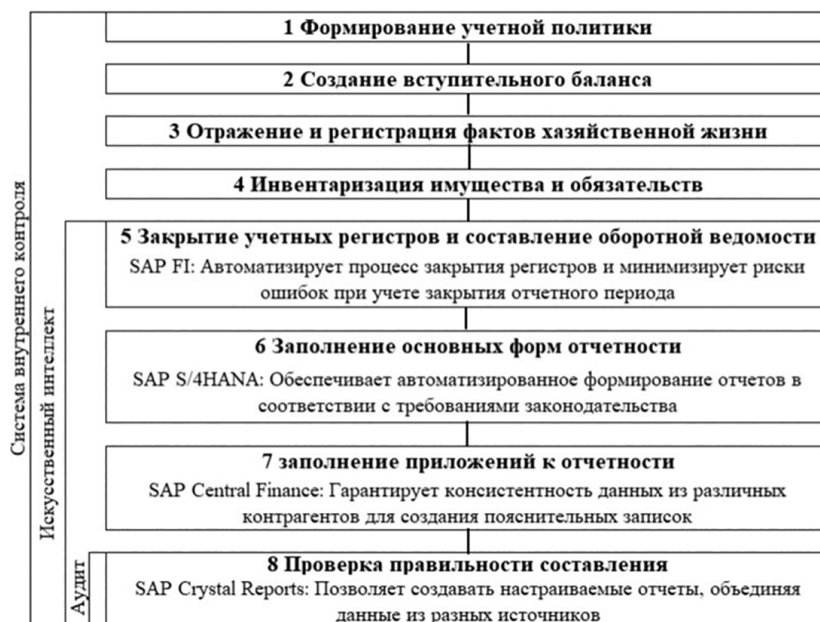 1 Формирование учетной политики
2 Создание вступительного баланса
3 Отражение и регистрация фактов хазяйственной жизни
4 Инвентаризация имущества и обязательств
5 Закрытие учетных регистров и составление оборотной ведомости
SAP FI: Автоматизирует процесс закрытия регистров и минимизирует риски
ошибок при учете закрытия отчетного периода
6 Заполнение основных форм отчетности
SAP S/4HANA: Обеспечивает автоматизированное формирование отчетов в
соответствии с требованиями законодательства
7 заполнение приложений к отчетности
SAP Central Finance: Гарантирует консистентность данных из различных
контрагентов для создания пояснительных записок
8 Проверка правильности составления
SAP Crystal Reports: Позволяет создавать настраиваемые отчеты, объединяя
данные из разных источников
Система внутреннего контроля
Искусственный интеллект
Аудит